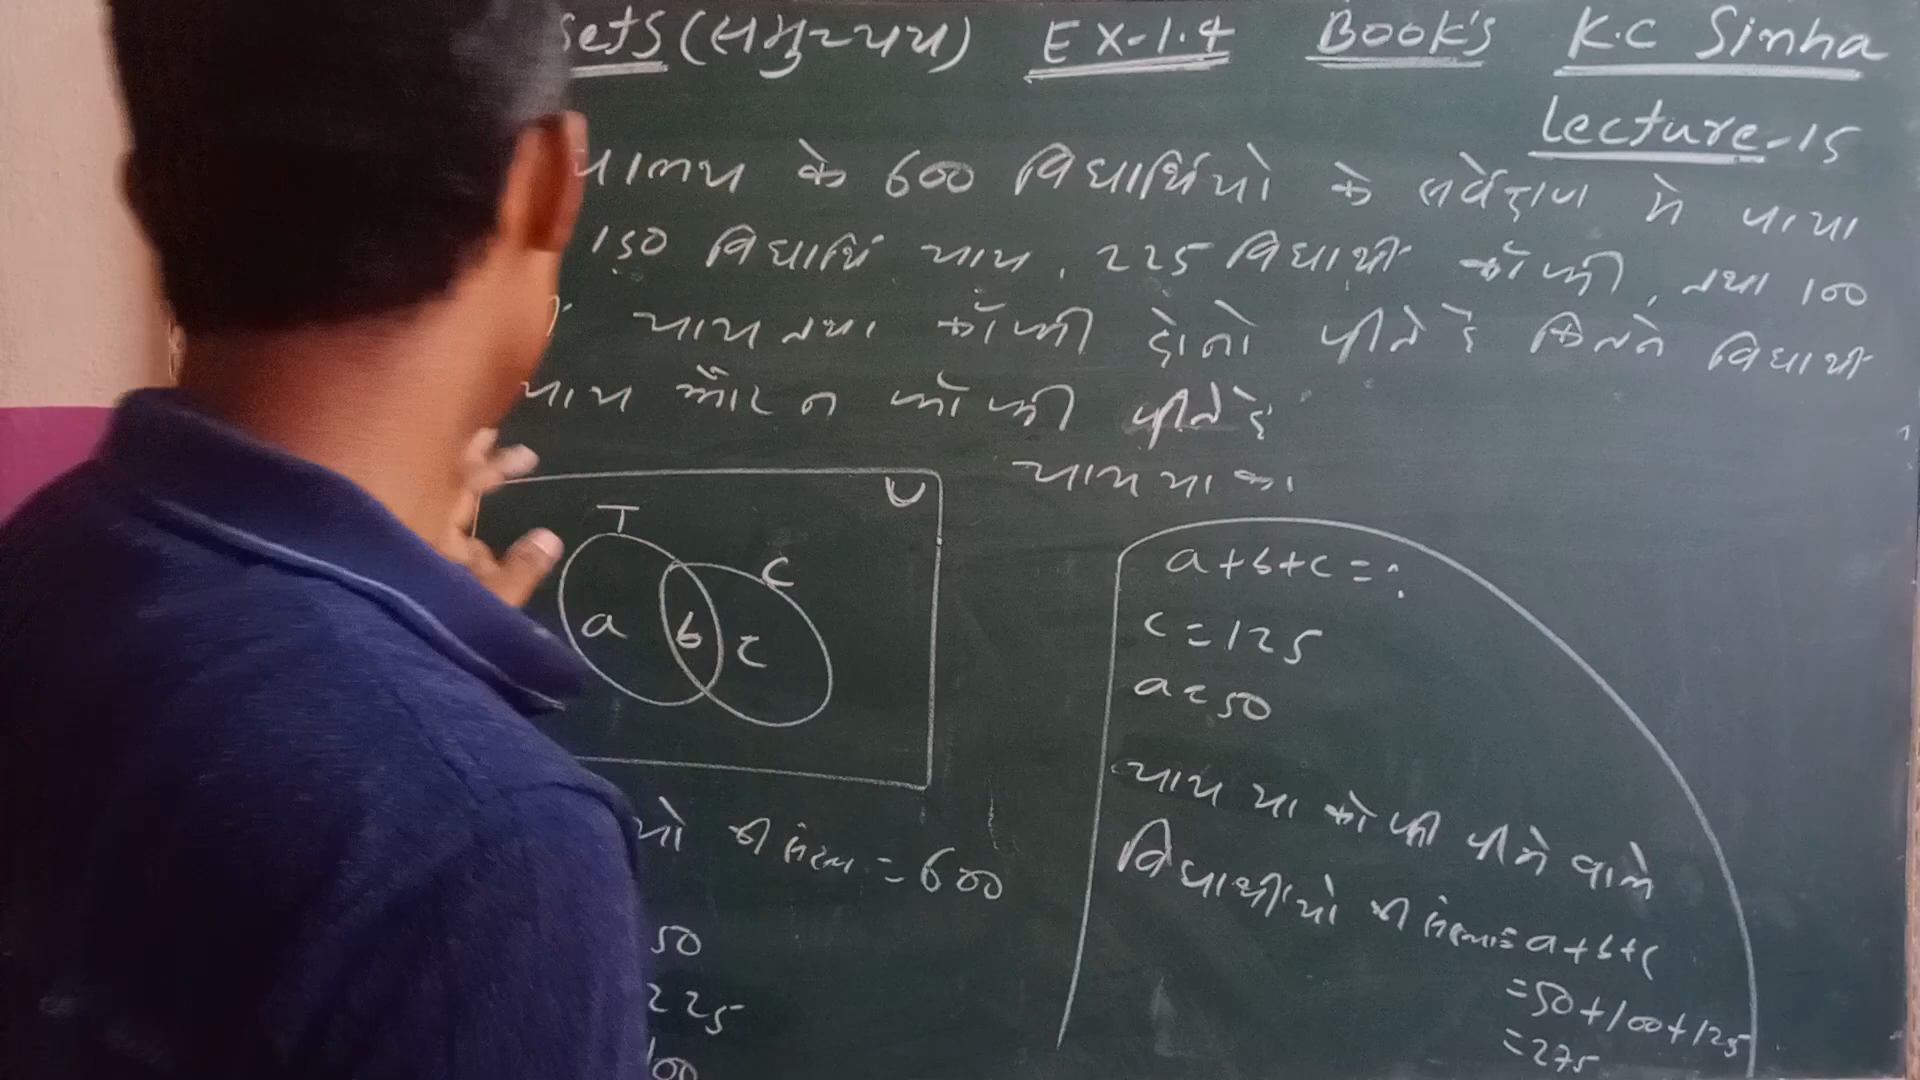 Sets (समुच्चय) EX-1.4 Book's K.C Sinha
Lecture-15
के 600 विद्यार्थियो के सर्वेक्षण मे पाया
150 विद्यार्थि चाय, 225 विद्यार्थी कॉफी, तथा 100
चाय तथा कॉफी दोनो पीते है कितने विद्यार्थी
चाय और न कॉफी पीते है
चाय या का
U
T
C
a b c
a+b+c=?
c=125
a=50
चाय या कोफी पीने वाले
विद्यार्थीयो की संख्या = a+b+c
=50+100+125
=275
यो की संख्या =600
50
225
100